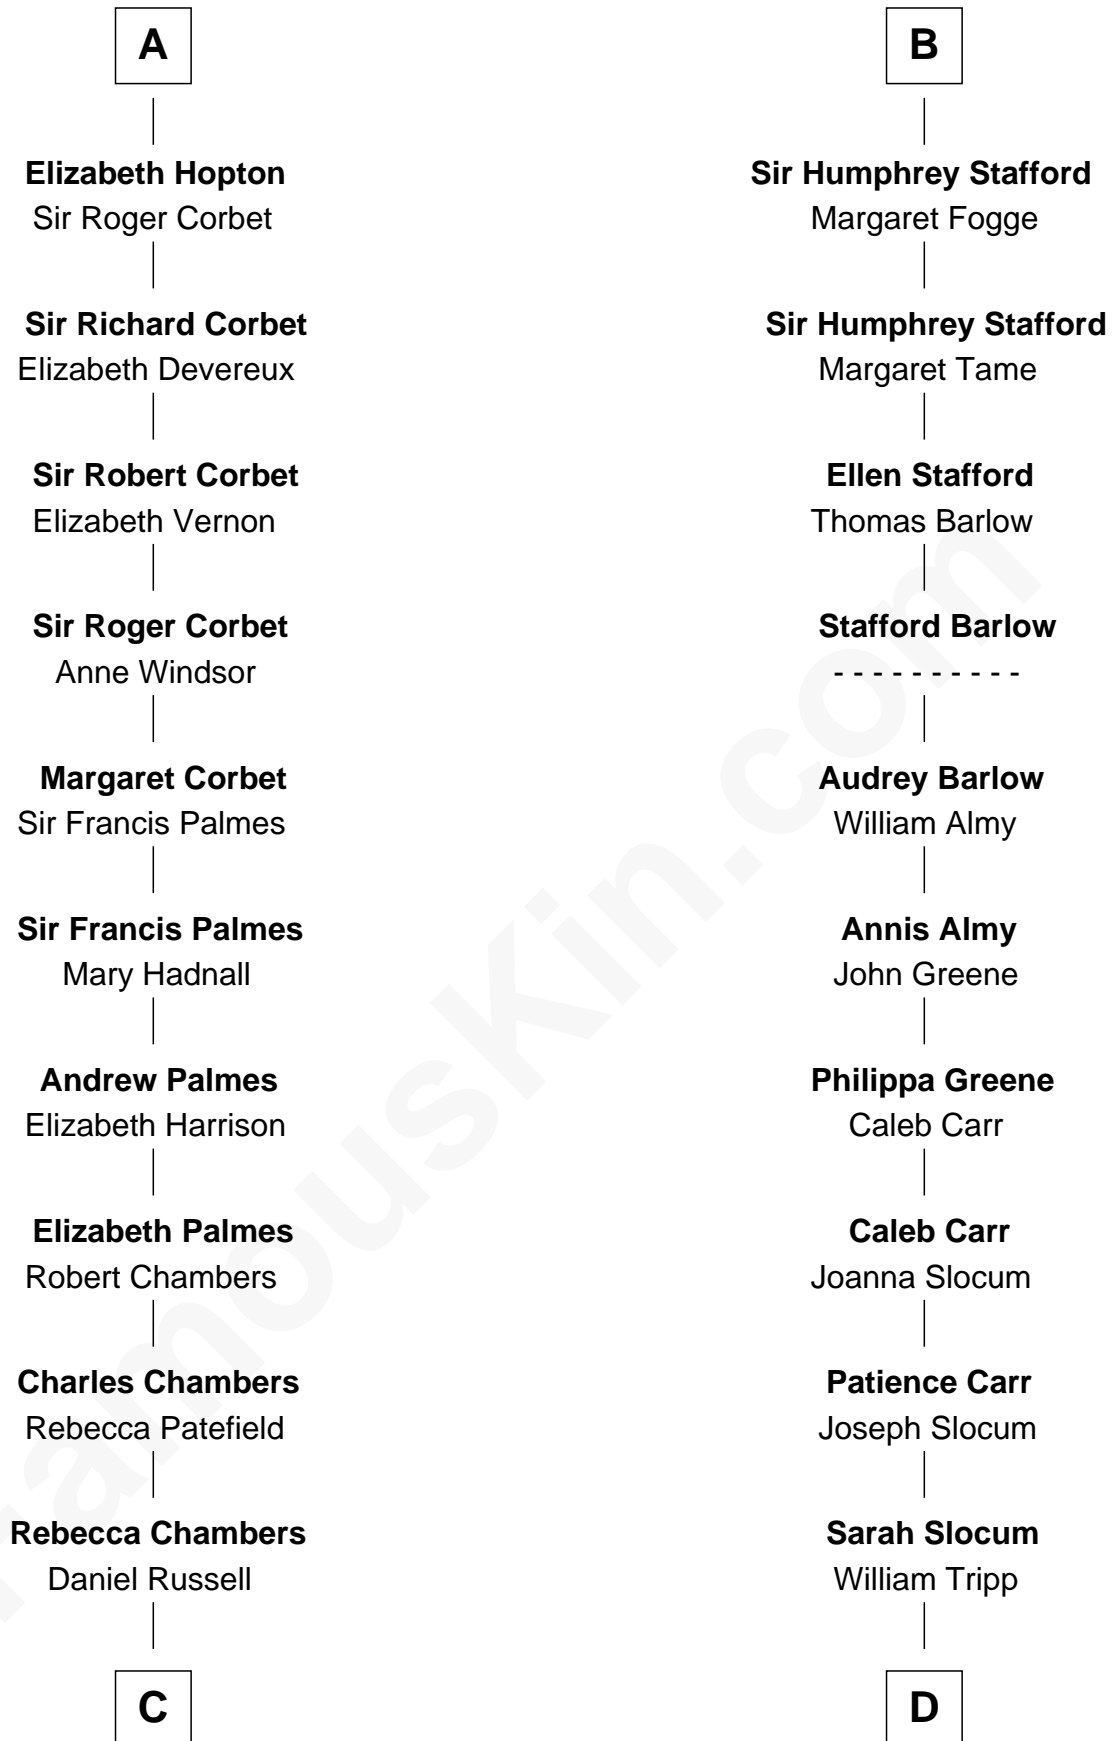 A
Elizabeth Hopton
Sir Roger Corbet
Sir Richard Corbet
Elizabeth Devereux
Sir Robert Corbet
Elizabeth Vernon
Sir Roger Corbet
Anne Windsor
Margaret Corbet
Sir Francis Palmes
Sir Francis Palmes
Mary Hadnall
Andrew Palmes
Elizabeth Harrison
Elizabeth Palmes
Robert Chambers
Charles Chambers
Rebecca Patefield
Rebecca Chambers
Daniel Russell
C
B
Sir Humphrey Stafford
Margaret Fogge
Sir Humphrey Stafford
Margaret Tame
Ellen Stafford
Thomas Barlow
Stafford Barlow
- - - - - - - - - -
Audrey Barlow
William Almy
Annis Almy
John Greene
Philippa Greene
Caleb Carr
Caleb Carr
Joanna Slocum
Patience Carr
Joseph Slocum
Sarah Slocum
William Tripp
D
FamousKin.com